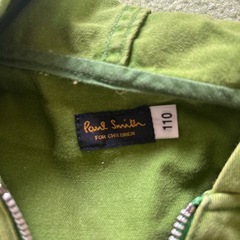 Paul Smith
FOR CHILDREN
110